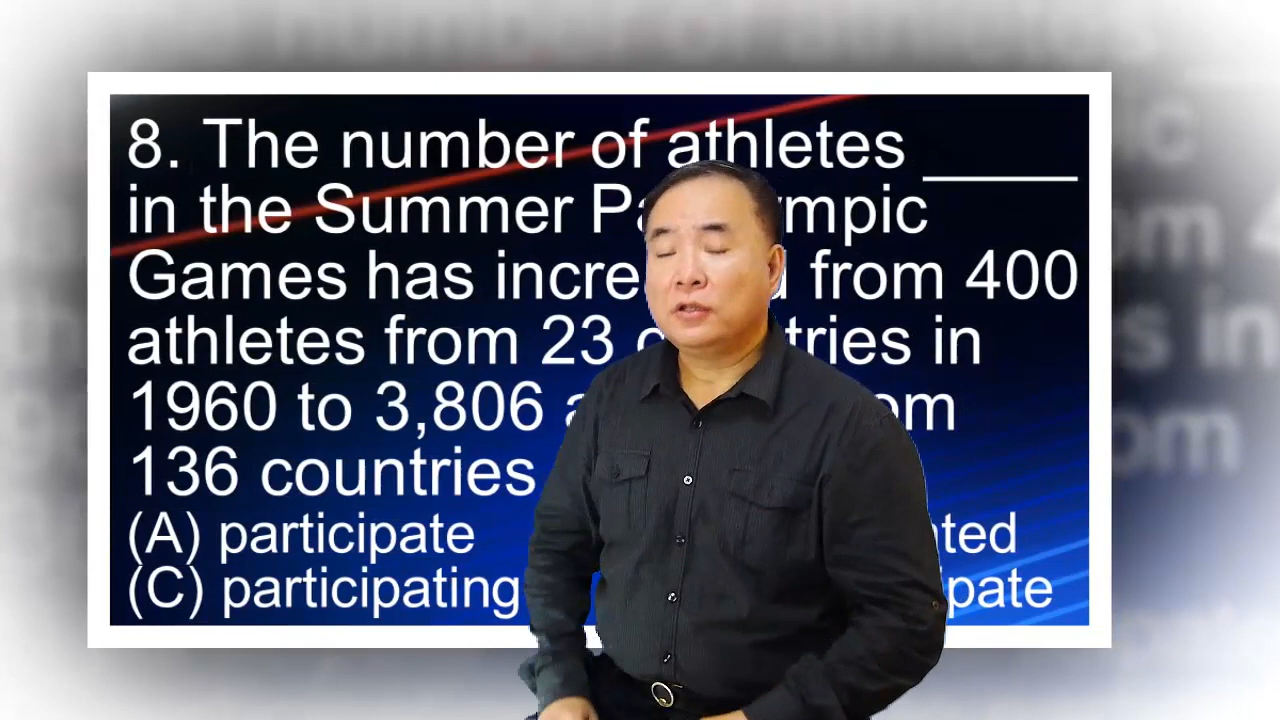 8. The number of athletes _____
in the Summer
Games has from 400
athletes from 23 in
1960 to 3,806
136 countries
(A) participate
(C) participating